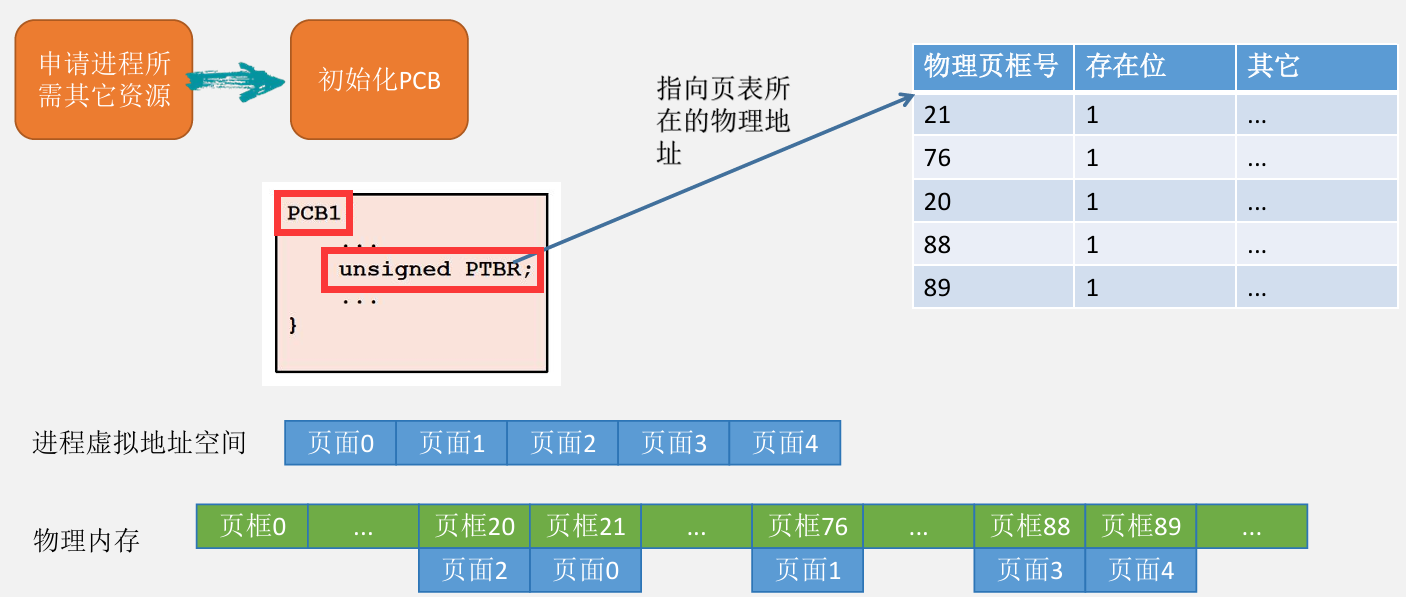 申请进程所
需其它资源
初始化PCB
指向页表所
在的物理地
址
物理页框号 存在位 其它
21 1 ...
76 1 ...
20 1 ...
88 1 ...
89 1 ...
PCB1
...
unsigned PTBR;
...
}
进程虚拟地址空间 页面0 页面1 页面2 页面3 页面4
物理内存 页框0 ... 页框20 页框21 ... 页框76 ... 页框88 页框89 ...
页面2 页面0 页面1 页面3 页面4